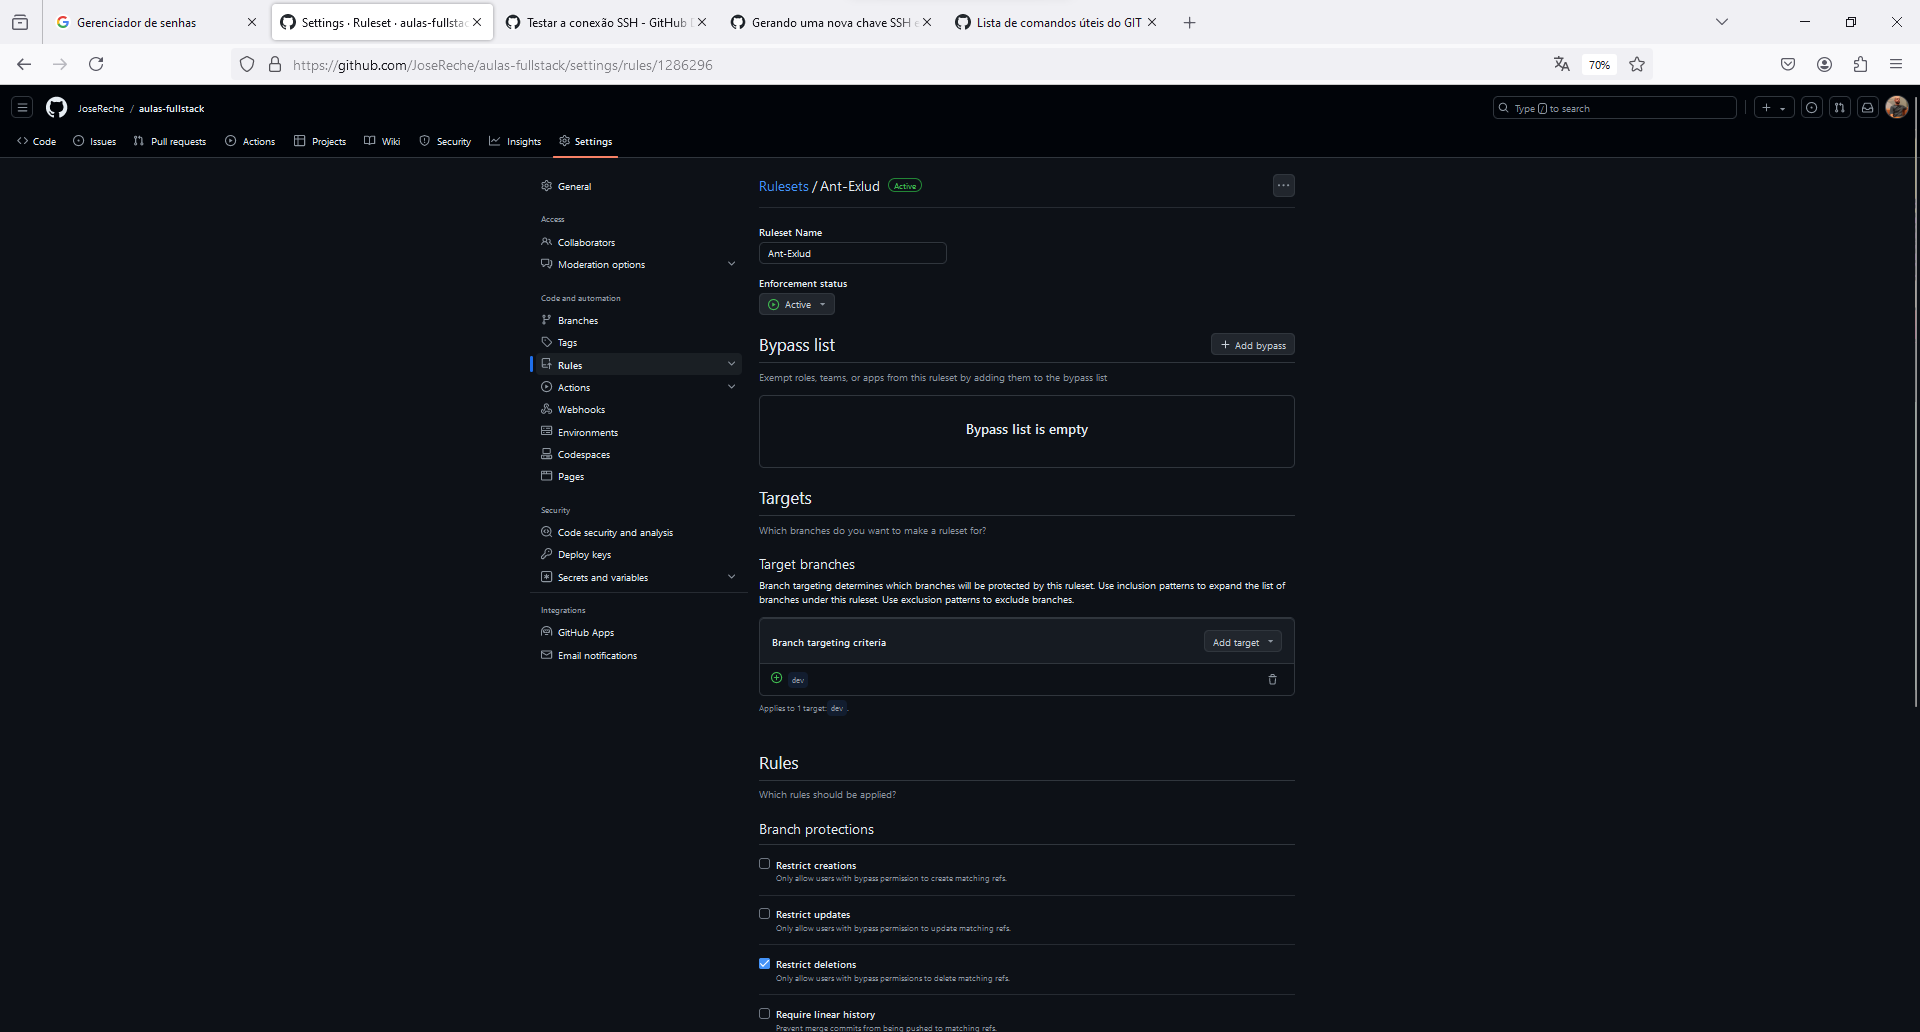 Gerenciador de senhas
Settings · Ruleset · aulas-fullstac
Testar a conexão SSH - GitHub D
Gerando uma nova chave SSH e
Lista de comandos úteis do GIT
https://github.com/JoseReche/aulas-fullstack/settings/rules/1286296
70%
JoseReche / aulas-fullstack
Type / to search
Code
Issues
Pull requests
Actions
Projects
Wiki
Security
Insights
Settings
General
Access
Collaborators
Moderation options
Code and automation
Branches
Tags
Rules
Actions
Webhooks
Environments
Codespaces
Pages
Security
Code security and analysis
Deploy keys
Secrets and variables
Integrations
GitHub Apps
Email notifications
Rulesets / Ant-Exlud Active
Ruleset Name
Ant-Exlud
Enforcement status
Active
Bypass list
Add bypass
Exempt roles, teams, or apps from this ruleset by adding them to the bypass list
Bypass list is empty
Targets
Which branches do you want to make a ruleset for?
Target branches
Branch targeting determines which branches will be protected by this ruleset. Use inclusion patterns to expand the list of
branches under this ruleset. Use exclusion patterns to exclude branches.
Branch targeting criteria
Add target
dev
Applies to 1 target: dev .
Rules
Which rules should be applied?
Branch protections
Restrict creations
Only allow users with bypass permission to create matching refs.
Restrict updates
Only allow users with bypass permission to update matching refs.
Restrict deletions
Only allow users with bypass permissions to delete matching refs.
Require linear history
Prevent merge commits from being pushed to matching refs.